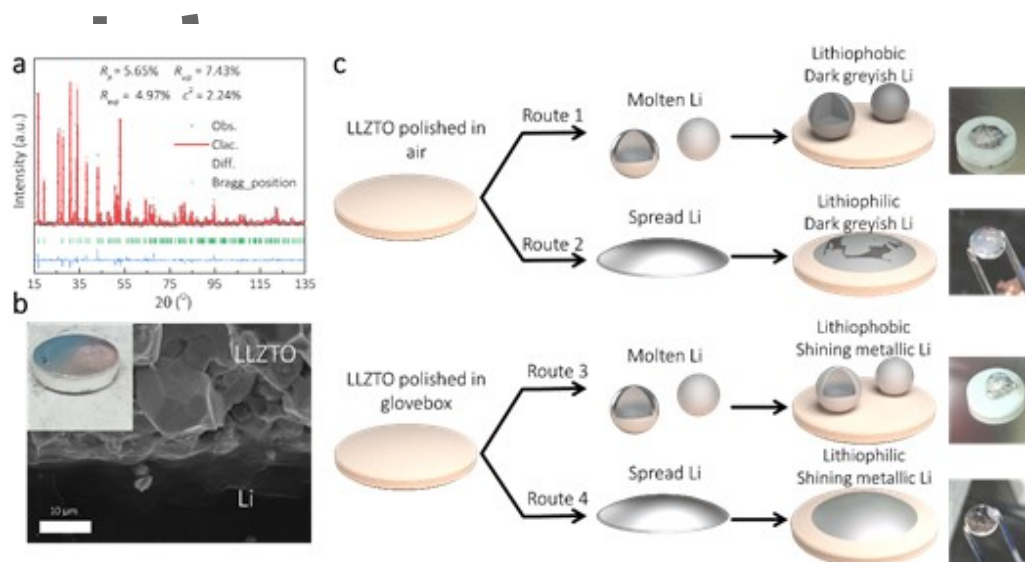 a
Rₚ = 5.65% R_wp = 7.43%
R_exp = 4.97% c² = 2.24%
Obs.
Clac.
Diff.
Bragg_position
Intensity (a.u.)
15 35 55 75 95 115 135
2θ (°)
b
LLZTO
Li
10 μm
c
LLZTO polished in
air
Route 1
Molten Li
Lithiophobic
Dark greyish Li
Route 2
Spread Li
Lithiophilic
Dark greyish Li
LLZTO polished in
glovebox
Route 3
Molten Li
Lithiophobic
Shining metallic Li
Route 4
Spread Li
Lithiophilic
Shining metallic Li